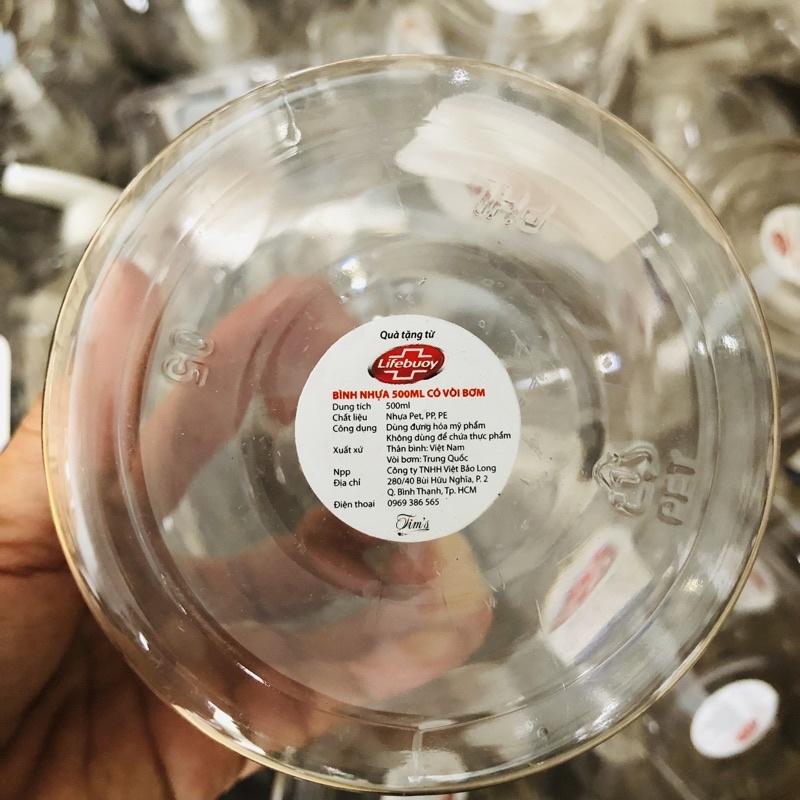 Quà tặng từ
Lifebuoy
BÌNH NHỰA 500ML CÓ VÒI BƠM
Dung tích 500ml
Chất liệu Nhựa Pet, PP, PE
Công dụng Dùng đựng hóa mỹ phẩm
Không dùng để chứa thực phẩm
Xuất xứ Thân bình: Việt Nam
Vòi bơm: Trung Quốc
Npp Công ty TNHH Việt Bảo Long
Địa chỉ 280/40 Bùi Hữu Nghĩa, P. 2
Q. Bình Thạnh, Tp. HCM
Điện thoại 0969 386 565
Tim's
05
1
PET